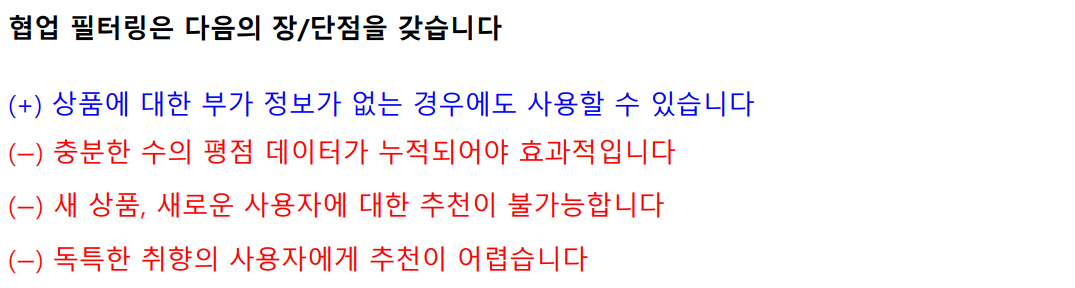 협업 필터링은 다음의 장/단점을 갖습니다
(+) 상품에 대한 부가 정보가 없는 경우에도 사용할 수 있습니다
(−) 충분한 수의 평점 데이터가 누적되어야 효과적입니다
(−) 새 상품, 새로운 사용자에 대한 추천이 불가능합니다
(−) 독특한 취향의 사용자에게 추천이 어렵습니다